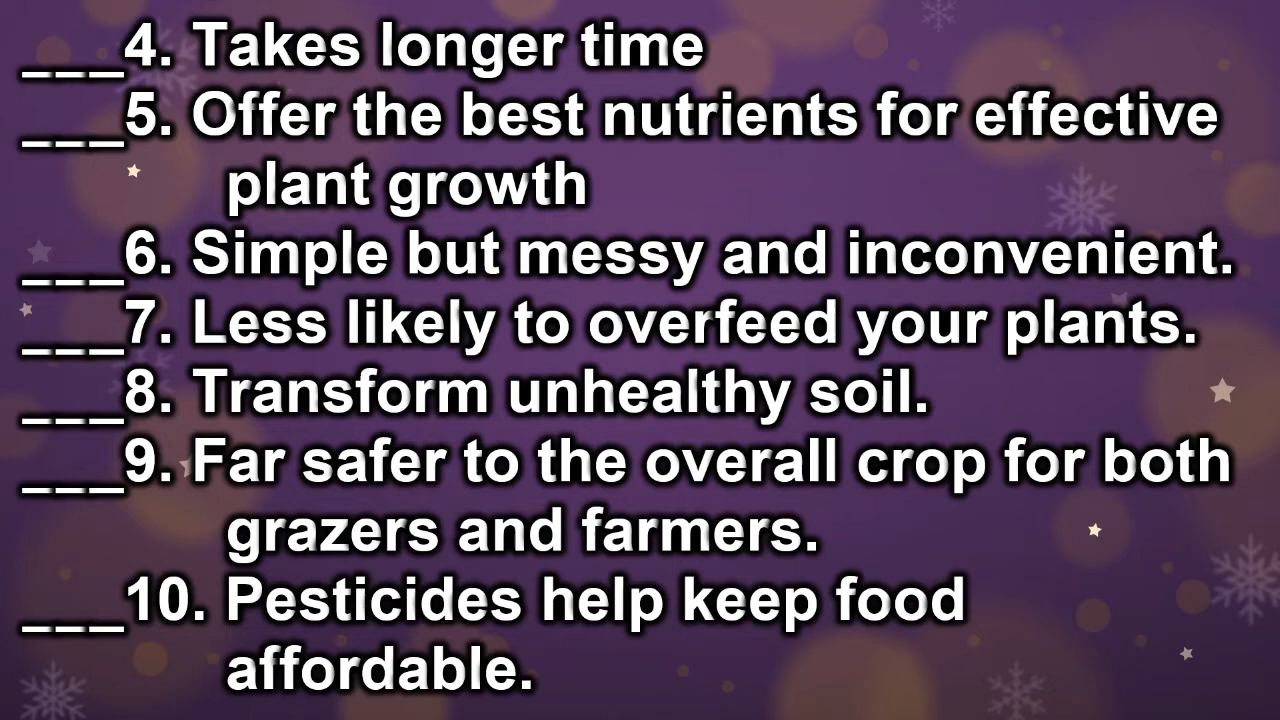 ___4. Takes longer time
___5. Offer the best nutrients for effective
plant growth
___6. Simple but messy and inconvenient.
___7. Less likely to overfeed your plants.
___8. Transform unhealthy soil.
___9. Far safer to the overall crop for both
grazers and farmers.
___10. Pesticides help keep food
affordable.